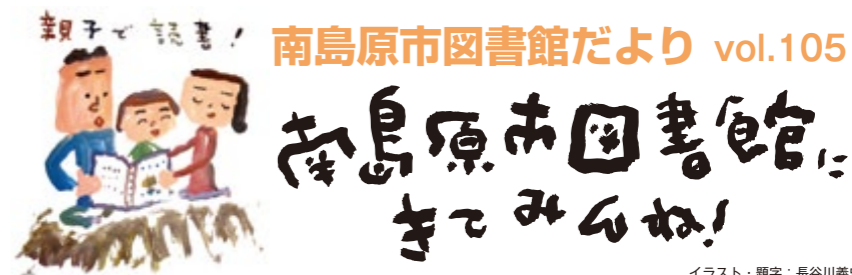 親子で読書！
南島原市図書館だより vol.105
南島原市図書館に
きてみんね！
イラスト・題字：長谷川義